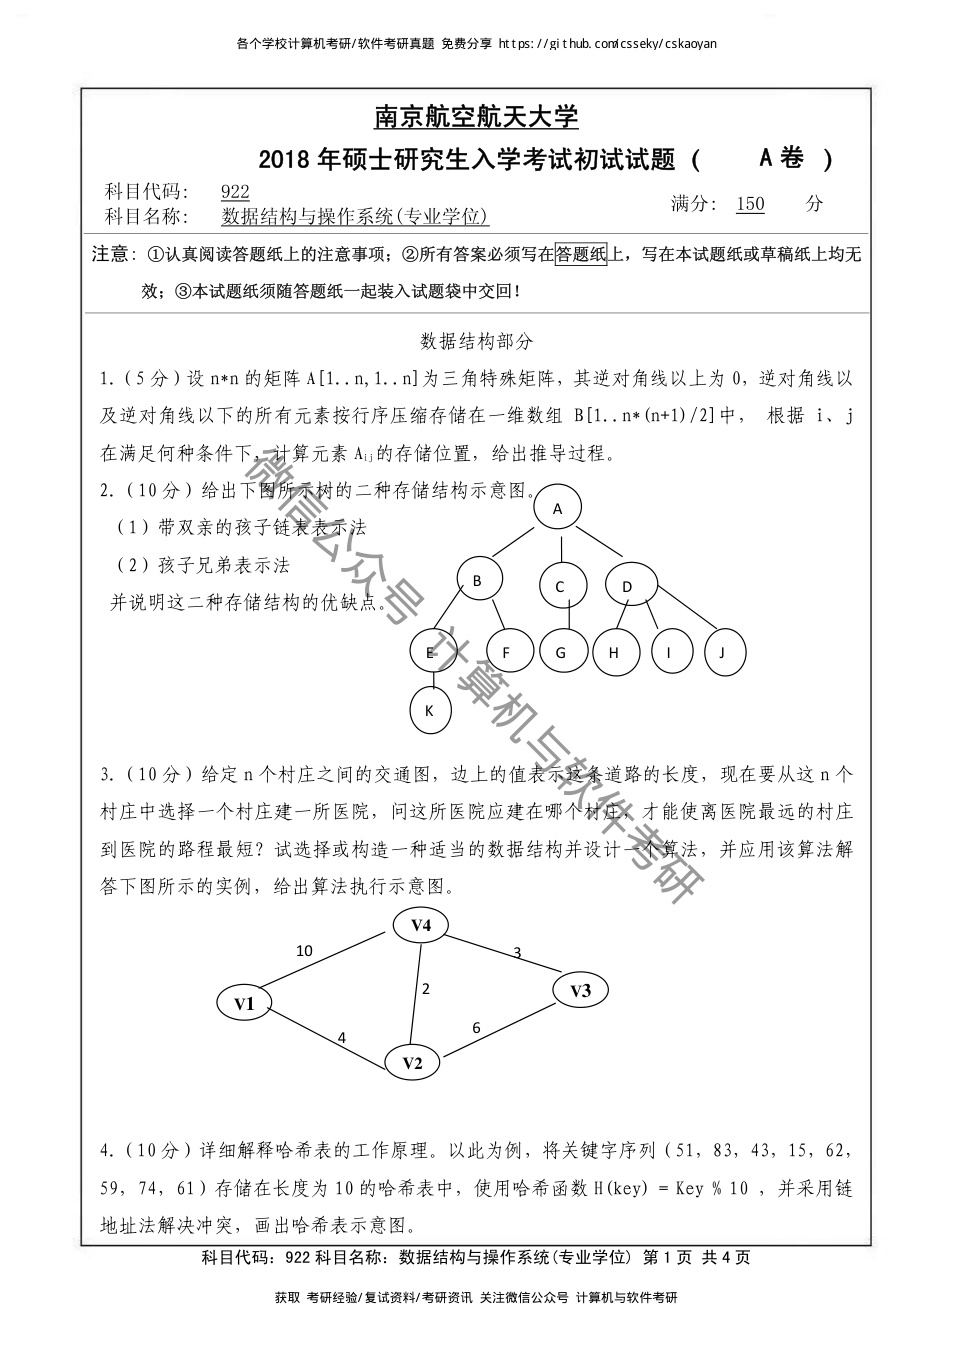 各个学校计算机考研/软件考研真题 免费分享 https://github.com/csseky/cskaoyan
南京航空航天大学
2018 年硕士研究生入学考试初试试题（ A 卷 ）
科目代码： 922
满分： 150 分
科目名称： 数据结构与操作系统(专业学位)
注意：①认真阅读答题纸上的注意事项；②所有答案必须写在答题纸上，写在本试题纸或草稿纸上均无
效；③本试题纸须随答题纸一起装入试题袋中交回！
数据结构部分
1.（5 分）设 n*n 的矩阵 A[1..n,1..n]为三角特殊矩阵，其逆对角线以上为 0，逆对角线以
及逆对角线以下的所有元素按行序压缩存储在一维数组 B[1..n*(n+1)/2]中， 根据 i、j
在满足何种条件下，计算元素 Aij的存储位置，给出推导过程。
2.（10 分）给出下图所示树的二种存储结构示意图。
（1）带双亲的孩子链表表示法
（2）孩子兄弟表示法
并说明这二种存储结构的优缺点。
A
B
C
D
E
F
G
H
I
J
K
3.（10 分）给定 n 个村庄之间的交通图，边上的值表示这条道路的长度，现在要从这 n 个
村庄中选择一个村庄建一所医院，问这所医院应建在哪个村庄，才能使离医院最远的村庄
到医院的路程最短？试选择或构造一种适当的数据结构并设计一个算法，并应用该算法解
答下图所示的实例，给出算法执行示意图。
V4
10
3
V1
2
V3
4
6
V2
4.（10 分）详细解释哈希表的工作原理。以此为例，将关键字序列（51，83，43，15，62，
59，74，61）存储在长度为 10 的哈希表中，使用哈希函数 H(key) = Key % 10 ，并采用链
地址法解决冲突，画出哈希表示意图。
科目代码：922 科目名称：数据结构与操作系统(专业学位) 第 1 页 共 4 页
获取 考研经验/复试资料/考研资讯 关注微信公众号 计算机与软件考研
微信公众号 计算机与软件考研